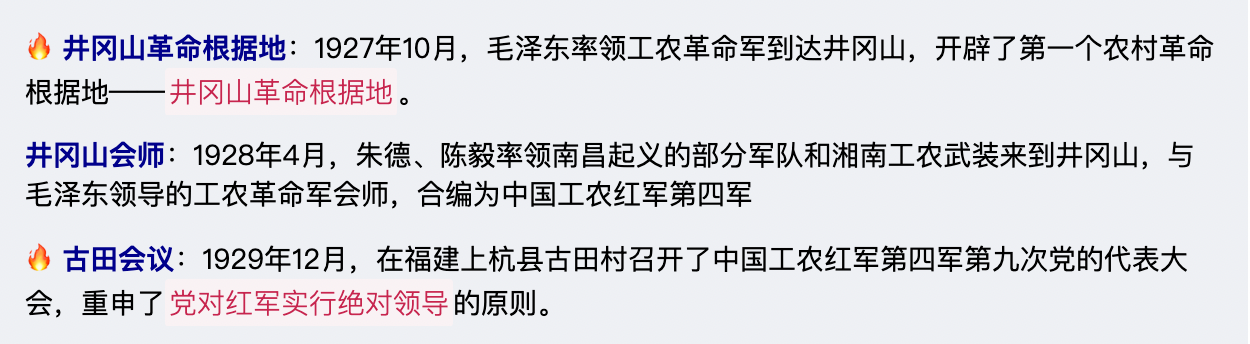 🔥 井冈山革命根据地：1927年10月，毛泽东率领工农革命军到达井冈山，开辟了第一个农村革命
根据地——井冈山革命根据地。
井冈山会师：1928年4月，朱德、陈毅率领南昌起义的部分军队和湘南工农武装来到井冈山，与
毛泽东领导的工农革命军会师，合编为中国工农红军第四军
🔥 古田会议：1929年12月，在福建上杭县古田村召开了中国工农红军第四军第九次党的代表大
会，重申了党对红军实行绝对领导的原则。